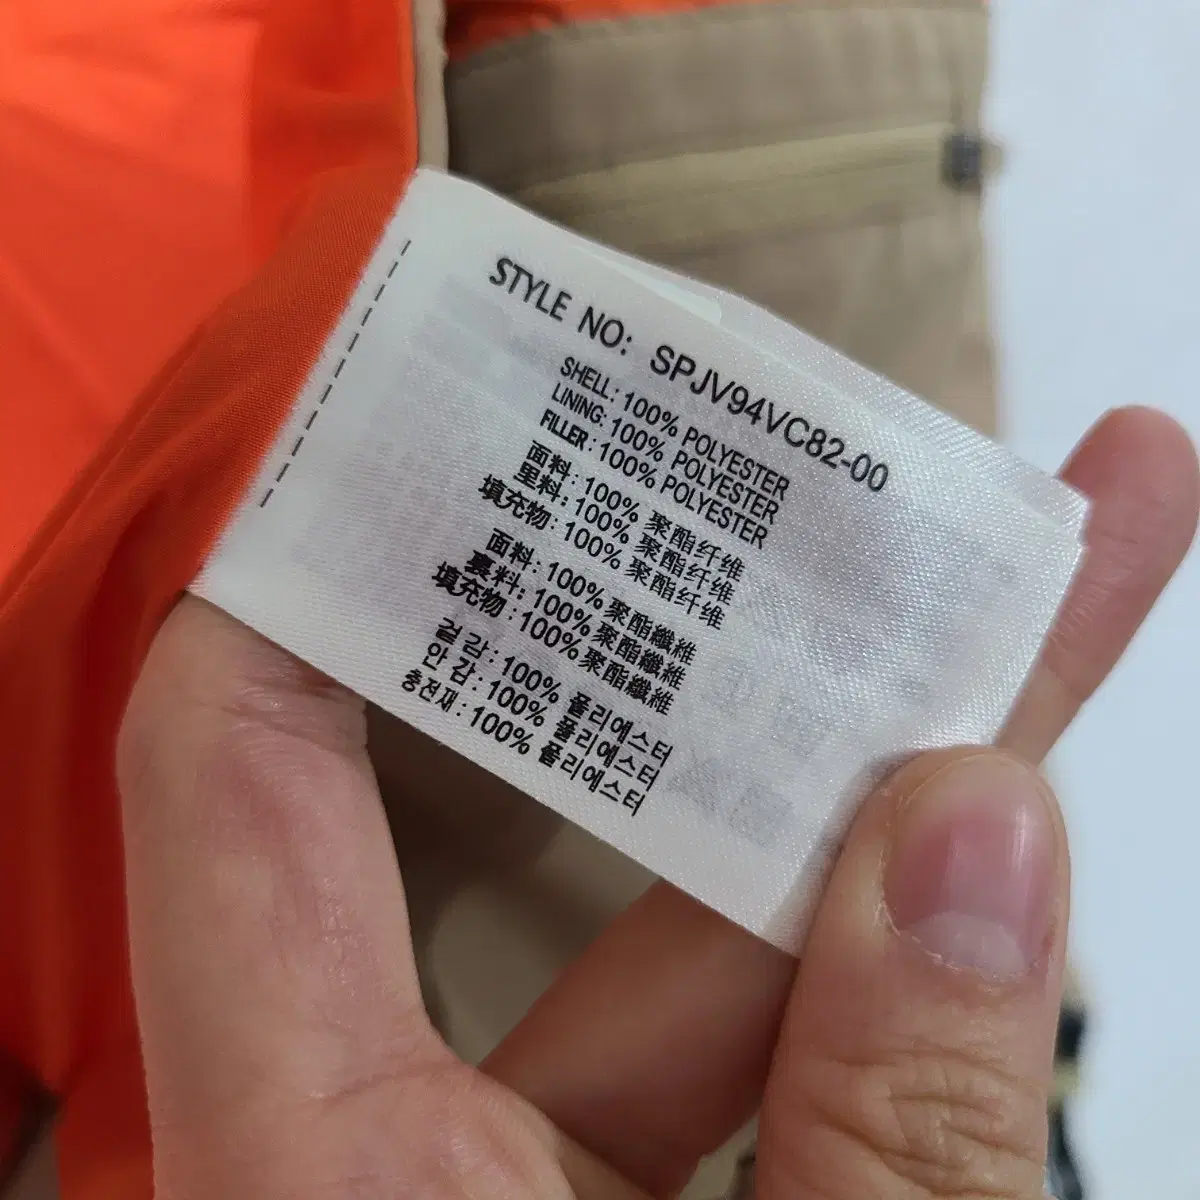 STYLE NO: SPJV94VC82-00
SHELL: 100% POLYESTER
LINING: 100% POLYESTER
FILLER: 100% POLYESTER
面料: 100% 聚酯纤维
里料: 100% 聚酯纤维
填充物: 100% 聚酯纤维
面料: 100% 聚酯纖維
裏料: 100% 聚酯纖維
填充物: 100% 聚酯纖維
겉감: 100% 폴리에스터
안감: 100% 폴리에스터
충전재: 100% 폴리에스터